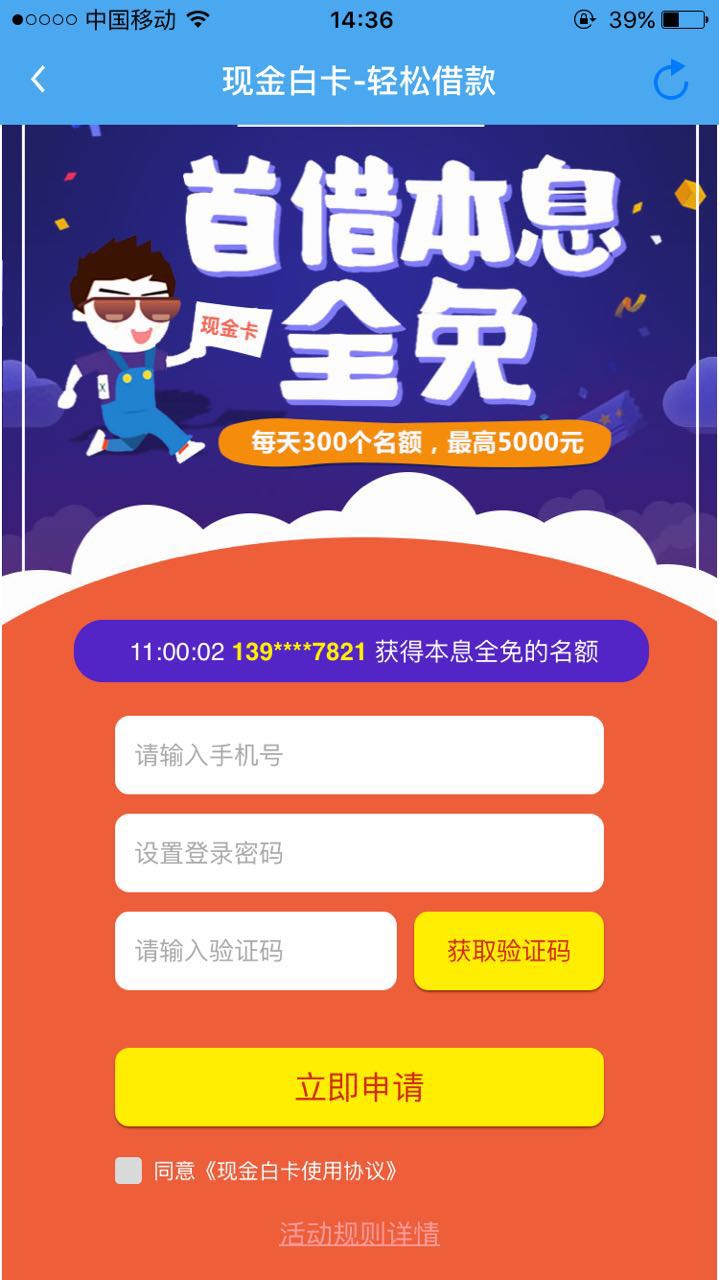 中国移动 14:36 39%
现金白卡-轻松借款
首借本息
全免
现金卡
X
每天300个名额，最高5000元
11:00:02 139****7821 获得本息全免的名额
请输入手机号
设置登录密码
请输入验证码 获取验证码
立即申请
同意《现金白卡使用协议》
活动规则详情